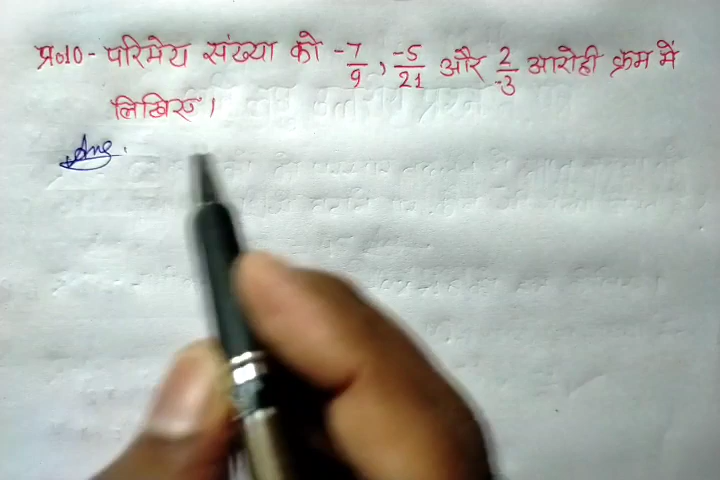 प्र०10- परिमेय संख्या को -7/9, -5/21 और 2/-3 आरोही क्रम में
लिखिए।
Ans.